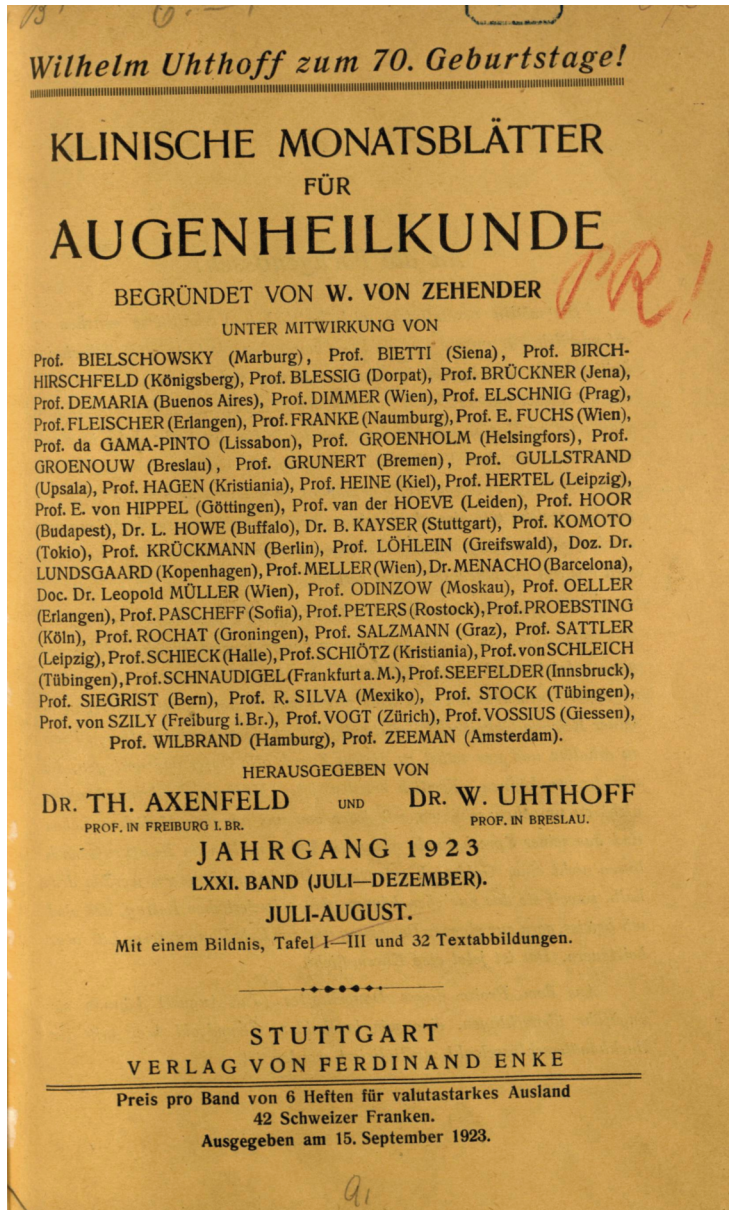 Wilhelm Uhthoff zum 70. Geburtstage!
KLINISCHE MONATSBLÄTTER
FÜR
AUGENHEILKUNDE
BEGRÜNDET VON W. VON ZEHENDER
PR!
UNTER MITWIRKUNG VON
Prof. BIELSCHOWSKY (Marburg), Prof. BIETTI (Siena), Prof. BIRCH-
HIRSCHFELD (Königsberg), Prof. BLESSIG (Dorpat), Prof. BRÜCKNER (Jena),
Prof. DEMARIA (Buenos Aires), Prof. DIMMER (Wien), Prof. ELSCHNIG (Prag),
Prof. FLEISCHER (Erlangen), Prof. FRANKE (Naumburg), Prof. E. FUCHS (Wien),
Prof. da GAMA-PINTO (Lissabon), Prof. GROENHOLM (Helsingfors), Prof.
GROENOUW (Breslau), Prof. GRUNERT (Bremen), Prof. GULLSTRAND
(Upsala), Prof. HAGEN (Kristiania), Prof. HEINE (Kiel), Prof. HERTEL (Leipzig),
Prof. E. von HIPPEL (Göttingen), Prof. van der HOEVE (Leiden), Prof. HOOR
(Budapest), Dr. L. HOWE (Buffalo), Dr. B. KAYSER (Stuttgart), Prof. KOMOTO
(Tokio), Prof. KRÜCKMANN (Berlin), Prof. LÖHLEIN (Greifswald), Doz. Dr.
LUNDSGAARD (Kopenhagen), Prof. MELLER (Wien), Dr. MENACHO (Barcelona),
Doc. Dr. Leopold MÜLLER (Wien), Prof. ODINZOW (Moskau), Prof. OELLER
(Erlangen), Prof. PASCHEFF (Sofia), Prof. PETERS (Rostock), Prof. PROEBSTING
(Köln), Prof. ROCHAT (Groningen), Prof. SALZMANN (Graz), Prof. SATTLER
(Leipzig), Prof. SCHIECK (Halle), Prof. SCHIÖTZ (Kristiania), Prof. von SCHLEICH
(Tübingen), Prof. SCHNAUDIGEL (Frankfurt a. M.), Prof. SEEFELDER (Innsbruck),
Prof. SIEGRIST (Bern), Prof. R. SILVA (Mexiko), Prof. STOCK (Tübingen),
Prof. von SZILY (Freiburg i. Br.), Prof. VOGT (Zürich), Prof. VOSSIUS (Giessen),
Prof. WILBRAND (Hamburg), Prof. ZEEMAN (Amsterdam).
HERAUSGEGEBEN VON
DR. TH. AXENFELD UND DR. W. UHTHOFF
PROF. IN FREIBURG I. BR. PROF. IN BRESLAU.
JAHRGANG 1923
LXXI. BAND (JULI—DEZEMBER).
JULI-AUGUST.
Mit einem Bildnis, Tafel I—III und 32 Textabbildungen.
STUTTGART
VERLAG VON FERDINAND ENKE
Preis pro Band von 6 Heften für valutastarkes Ausland
42 Schweizer Franken.
Ausgegeben am 15. September 1923.